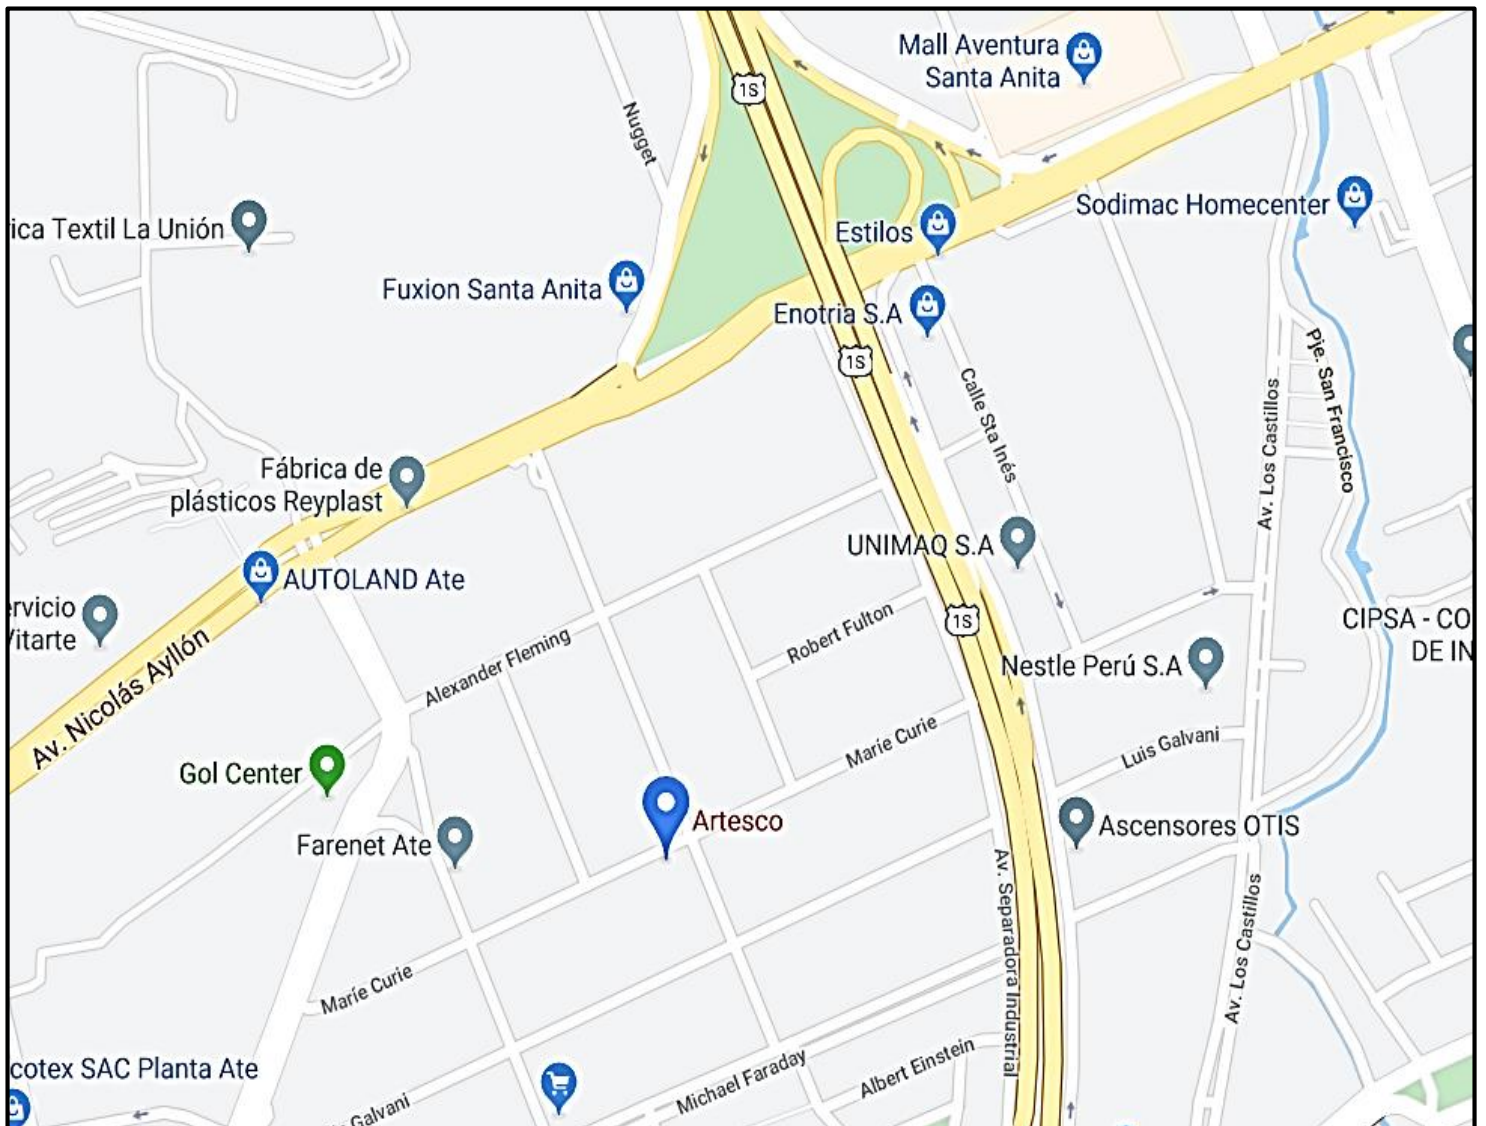 Mall Aventura
Santa Anita
1S
Nugget
Sodimac Homecenter
ica Textil La Unión
Estilos
Fuxion Santa Anita
Enotria S.A
1S
Pje. San Francisco
Calle Sta Inés
Av. Los Castillos
Fábrica de
plásticos Reyplast
UNIMAQ S.A
AUTOLAND Ate
ervicio
Vitarte
1S
Robert Fulton
CIPSA - CO
DE IN
Alexander Fleming
Nestle Perú S.A
Av. Nicolás Ayllón
Marie Curie
Luis Galvani
Gol Center
Artesco
Ascensores OTIS
Farenet Ate
Av. Separadora Industrial
Av. Los Castillos
Marie Curie
cotex SAC Planta Ate
Michael Faraday
Albert Einstein
Galvani